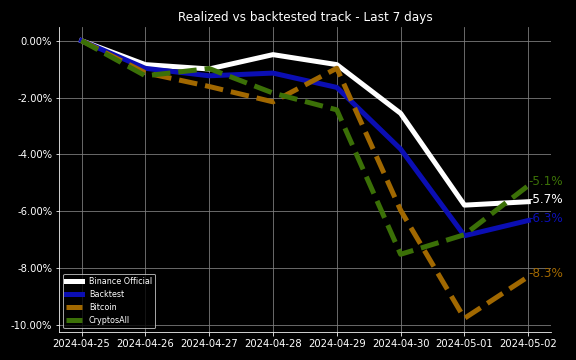 Realized vs backtested track - Last 7 days
0.00%
-2.00%
-4.00%
-6.00%
-8.00%
-10.00%
-5.1%
-5.7%
-6.3%
-8.3%
Binance Official
Backtest
Bitcoin
CryptosAll
2024-04-25 2024-04-26 2024-04-27 2024-04-28 2024-04-29 2024-04-30 2024-05-01 2024-05-02